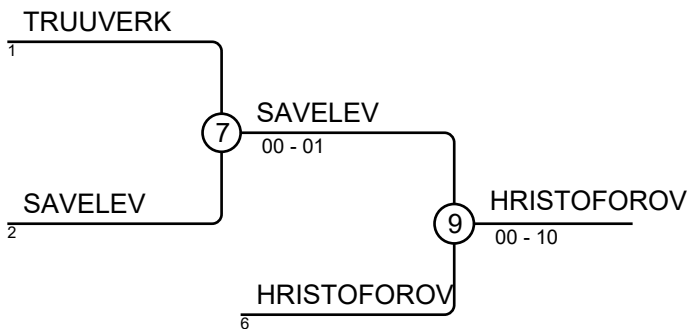 TRUUVERK
1
7
SAVELEV
00 - 01
SAVELEV
2
9
HRISTOFOROV
00 - 10
HRISTOFOROV
6